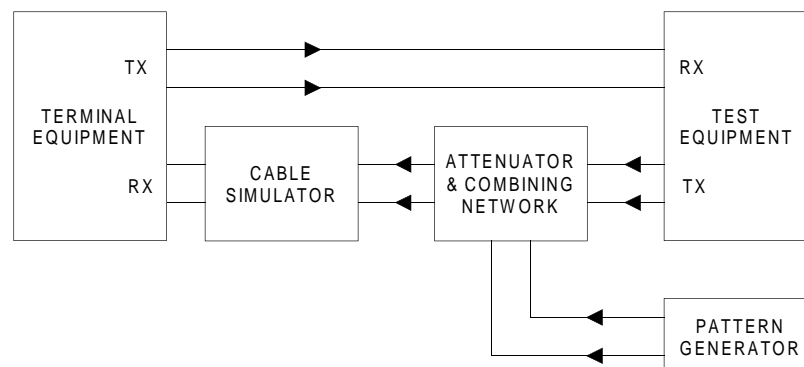 TX
RX
TERMINAL
EQUIPMENT
TEST
EQUIPMENT
RX
CABLE
SIMULATOR
ATTENUATOR
& COMBINING
NETWORK
TX
PATTERN
GENERATOR